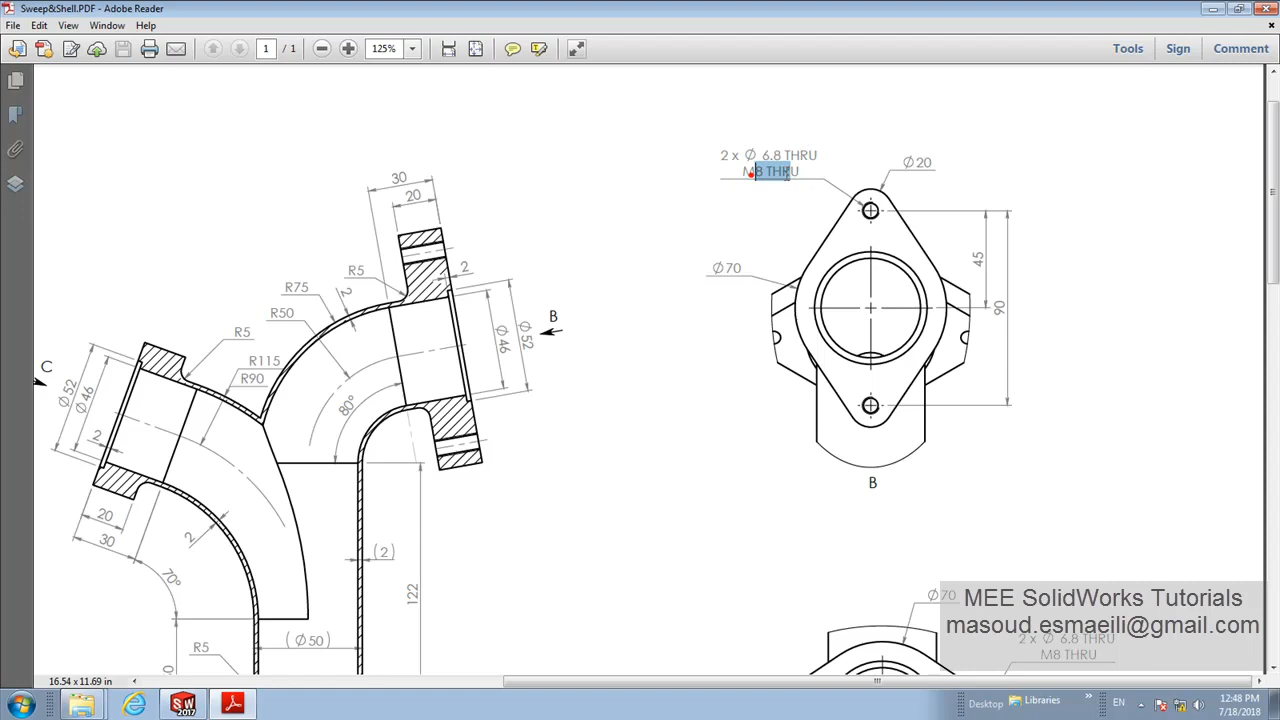 Sweep&Shell.PDF - Adobe Reader
File Edit View Window Help
1 / 1
125%
Tools Sign Comment
2 x Ø 6.8 THRU
M8 THRU
Ø20
30
20
45
R5
2
Ø70
R75
2
R50
90
B
R5
Ø46
Ø52
C
R115
R90
Ø52
Ø46
80°
2
B
20
30
2
(2)
70°
122
Ø70
MEE SolidWorks Tutorials
masoud.esmaeili@gmail.com
2 x Ø 6.8 THRU
M8 THRU
R5
(Ø50)
16.54 x 11.69 in
SW
2017
Desktop
Libraries
»
EN
12:48 PM
7/18/2018